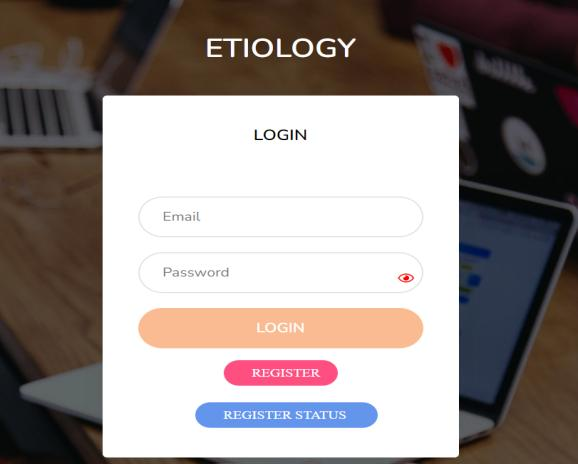 ETIOLOGY
LOGIN
Email
Password
LOGIN
REGISTER
REGISTER STATUS